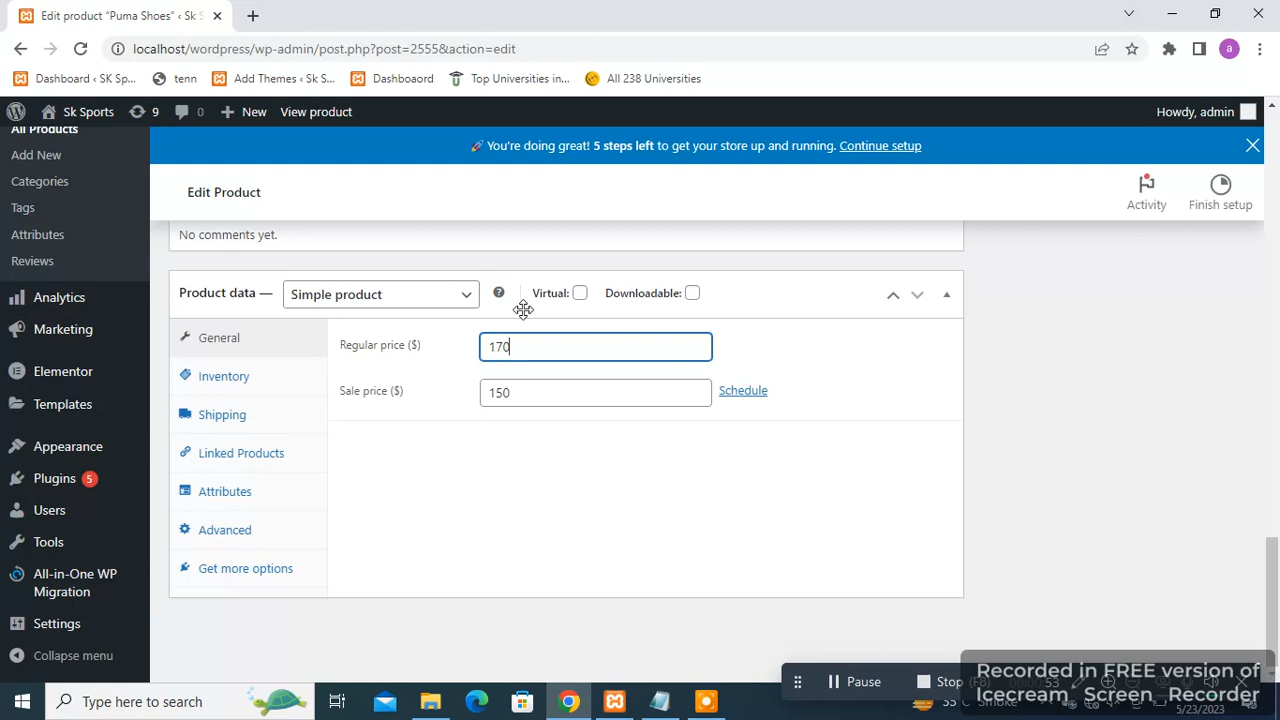 Edit product "Puma Shoes" ‹ Sk S
localhost/wordpress/wp-admin/post.php?post=2555&action=edit
a
Dashboard ‹ SK Sp...
tenn
Add Themes ‹ Sk S...
Dashboaord
Top Universities in...
All 238 Universities
Sk Sports
9
0
New
View product
Howdy, admin
All Products
Add New
Categories
Tags
Attributes
Reviews
Analytics
Marketing
Elementor
Templates
Appearance
Plugins 5
Users
Tools
All-in-One WP
Migration
Settings
Collapse menu
🚀 You're doing great! 5 steps left to get your store up and running. Continue setup
Edit Product
Activity
Finish setup
No comments yet.
Product data —
Simple product
Virtual:
Downloadable:
General
Inventory
Shipping
Linked Products
Attributes
Advanced
Get more options
Regular price ($)
170
Sale price ($)
150
Schedule
Pause
Stop (F8)
Recorded in FREE version of
Icecream Screen Recorder
Type here to search
Smoke
5/23/2023